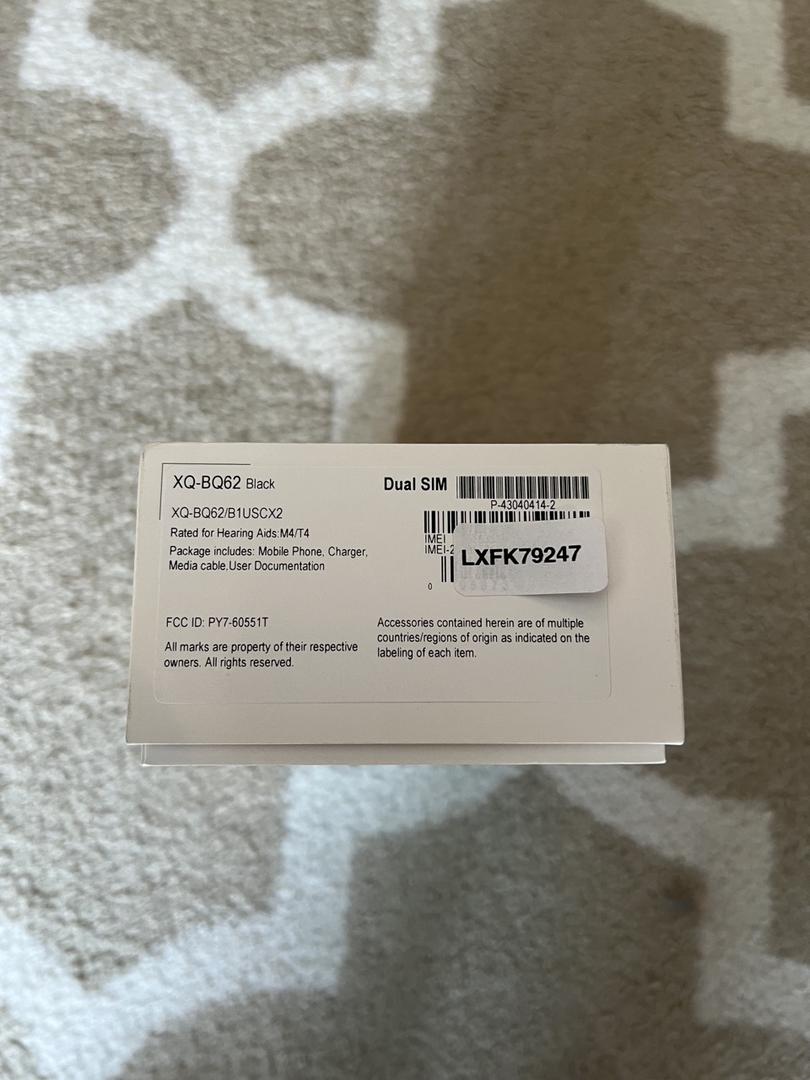 XQ-BQ62 Black
Dual SIM
P-43040414-2
XQ-BQ62/B1USCX2
Rated for Hearing Aids:M4/T4
IMEI
IMEI-2
LXFK79247
Package includes: Mobile Phone, Charger,
Media cable,User Documentation
0
FCC ID: PY7-60551T
All marks are property of their respective
owners. All rights reserved.
Accessories contained herein are of multiple
countries/regions of origin as indicated on the
labeling of each item.